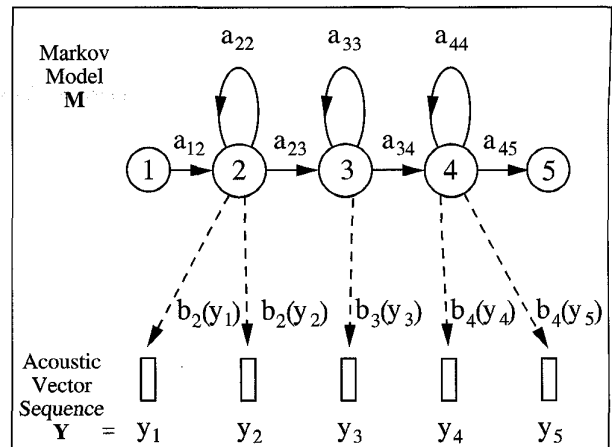 a₂₂ a₃₃ a₄₄
Markov
Model
M
a₁₂ a₂₃ a₃₄ a₄₅
1 2 3 4 5
b₂(y₁) b₂(y₂) b₃(y₃) b₄(y₄) b₄(y₅)
Acoustic
Vector
Sequence
Y = y₁ y₂ y₃ y₄ y₅